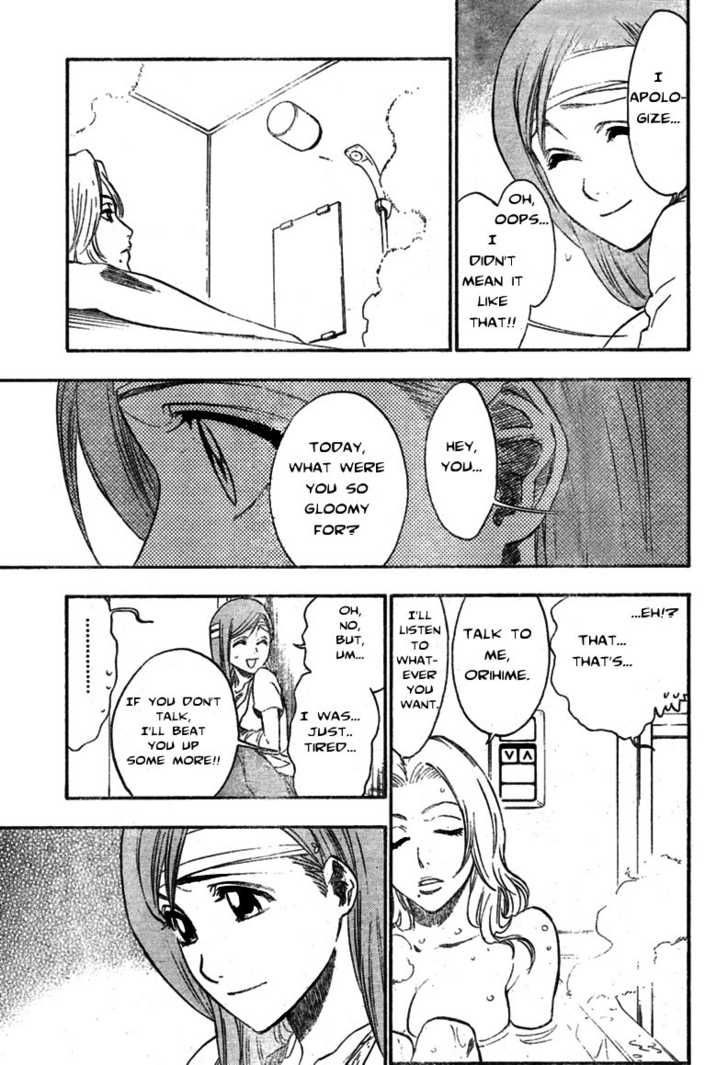 I
APOLO-
GIZE...
OH,
OOPS...
I
DIDN'T
MEAN IT
LIKE
THAT!!
HEY,
YOU...
TODAY,
WHAT WERE
YOU SO
GLOOMY
FOR?
...EH!?
THAT...
THAT'S...
TALK TO
ME,
ORIHIME.
I'LL
LISTEN
TO
WHAT-
EVER
YOU
WANT.
OH,
NO,
BUT,
UM...
I WAS...
JUST..
TIRED...
IF YOU DON'T
TALK,
I'LL BEAT
YOU UP
SOME MORE!!
.........